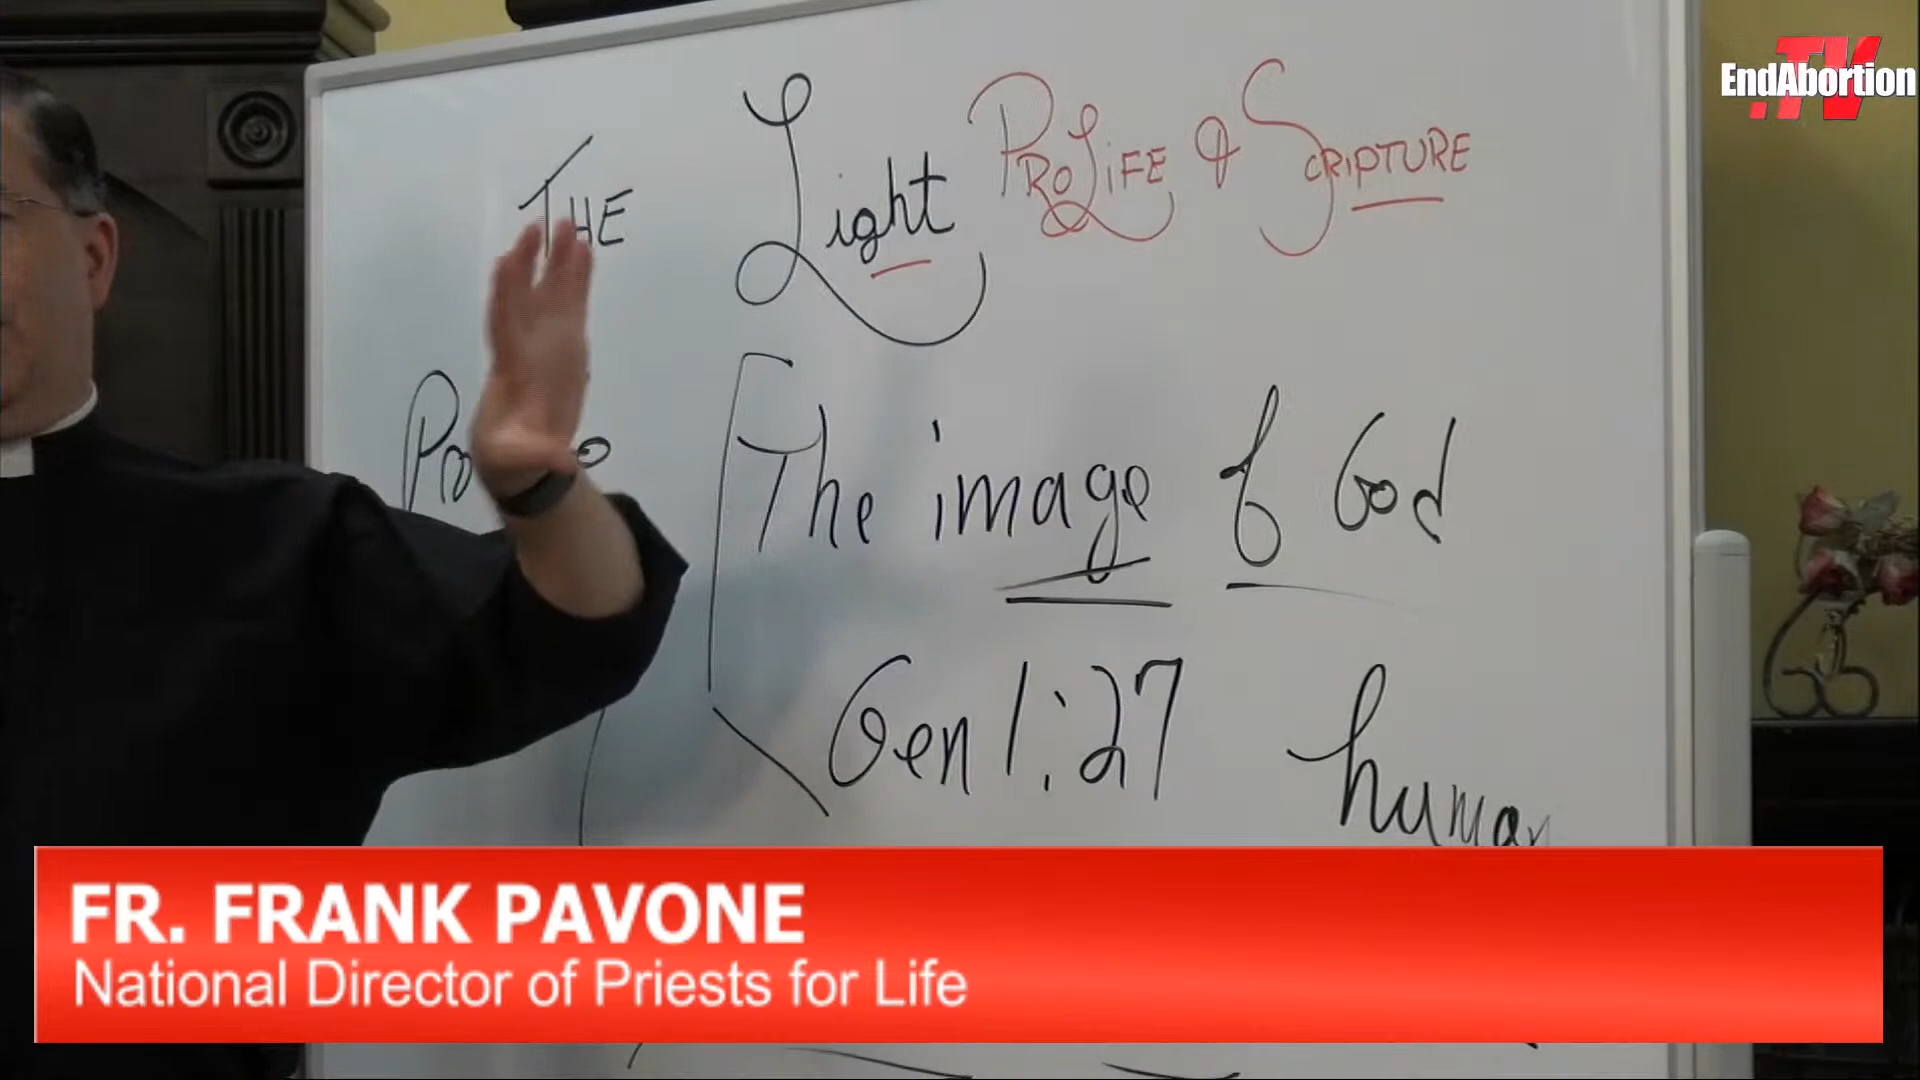 .TV
EndAbortion
THE Light ProLife & Scripture
The image of God
Gen 1:27 human
FR. FRANK PAVONE
National Director of Priests for Life